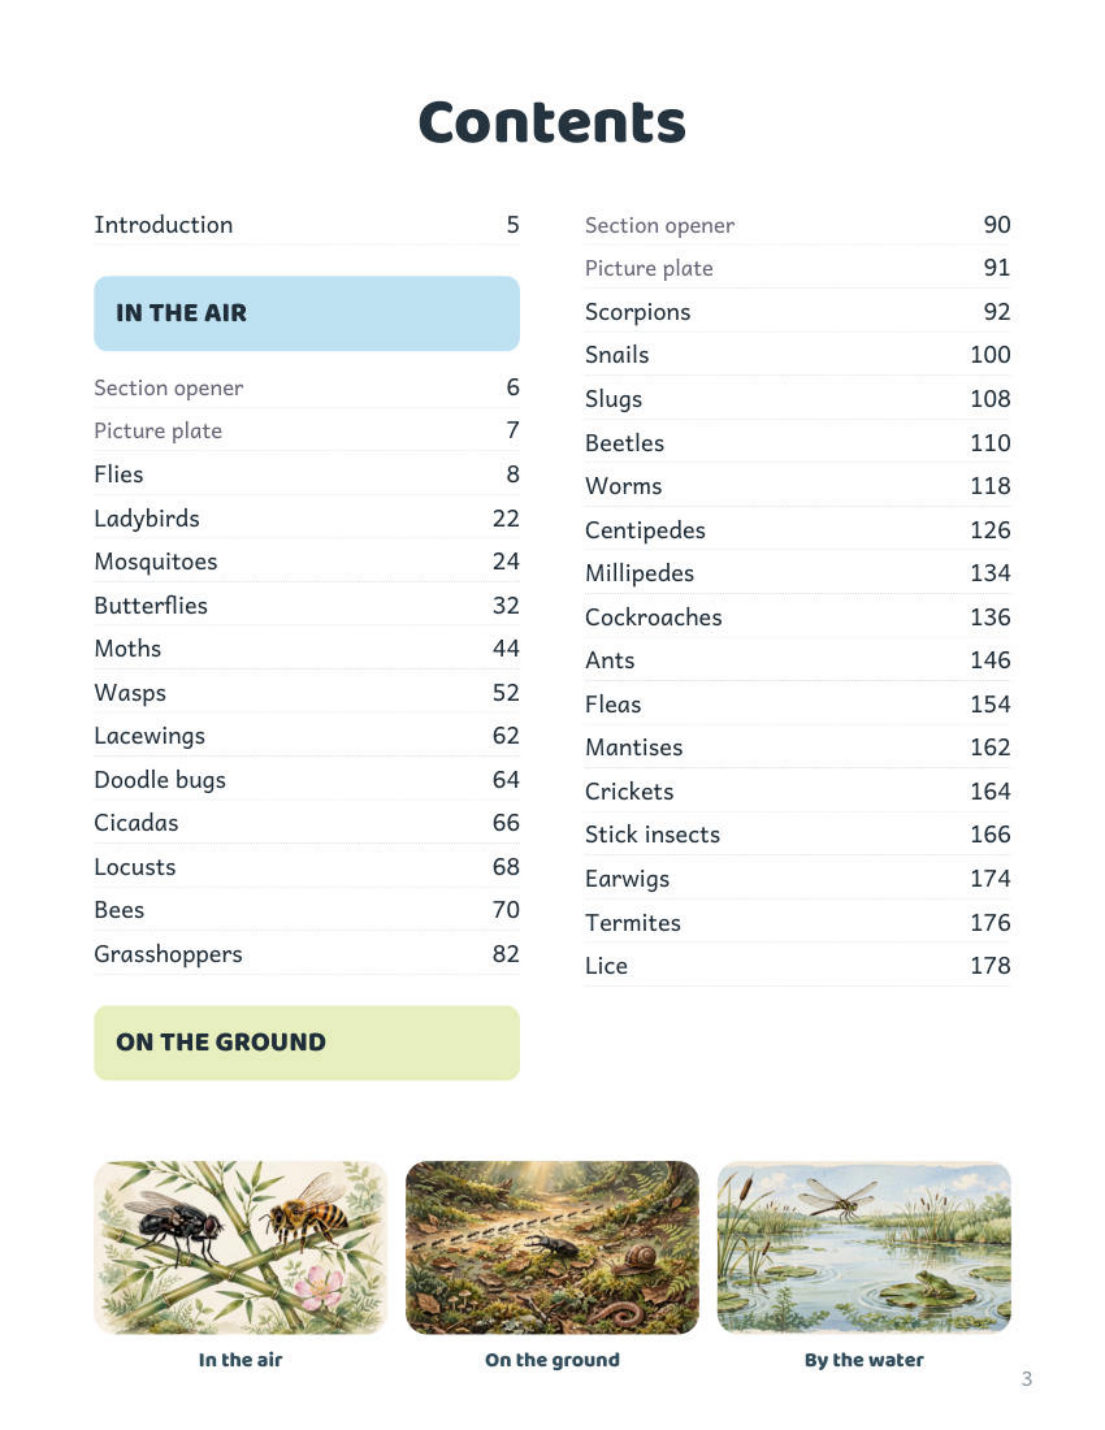 Contents
Introduction 5
IN THE AIR
Section opener 6
Picture plate 7
Flies 8
Ladybirds 22
Mosquitoes 24
Butterflies 32
Moths 44
Wasps 52
Lacewings 62
Doodle bugs 64
Cicadas 66
Locusts 68
Bees 70
Grasshoppers 82
ON THE GROUND
Section opener 90
Picture plate 91
Scorpions 92
Snails 100
Slugs 108
Beetles 110
Worms 118
Centipedes 126
Millipedes 134
Cockroaches 136
Ants 146
Fleas 154
Mantises 162
Crickets 164
Stick insects 166
Earwigs 174
Termites 176
Lice 178
In the air
On the ground
By the water
3